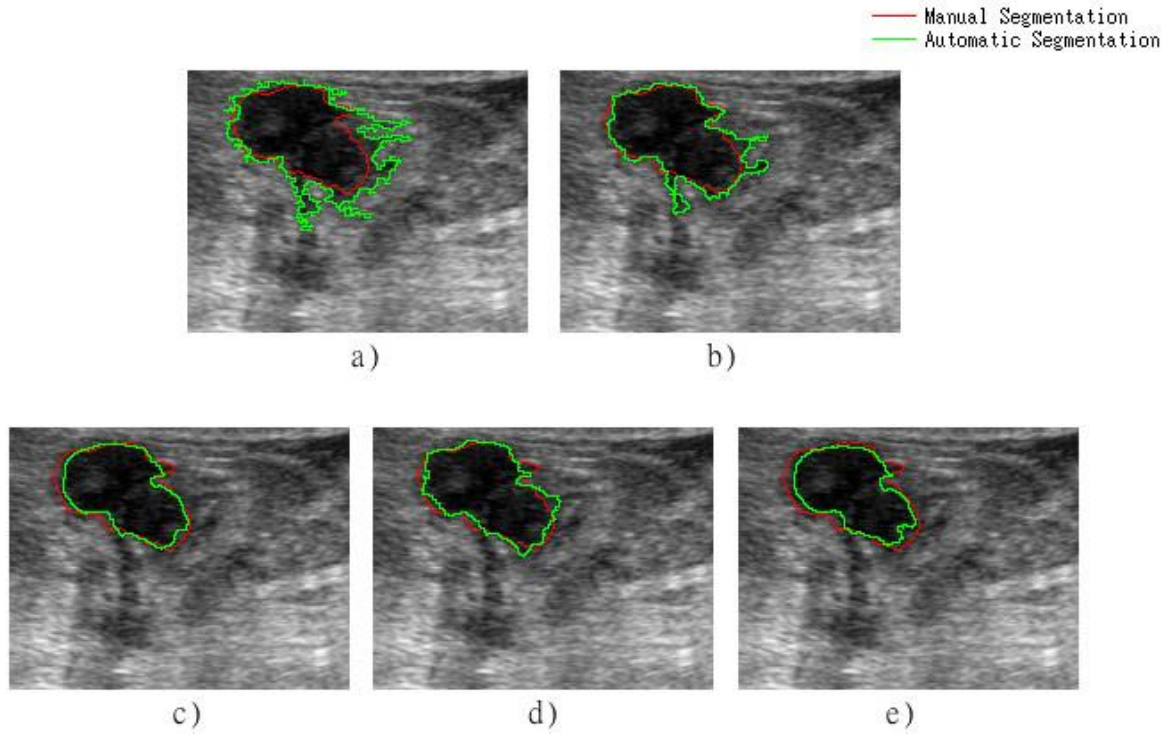 Manual Segmentation
Automatic Segmentation
a)
b)
c)
d)
e)